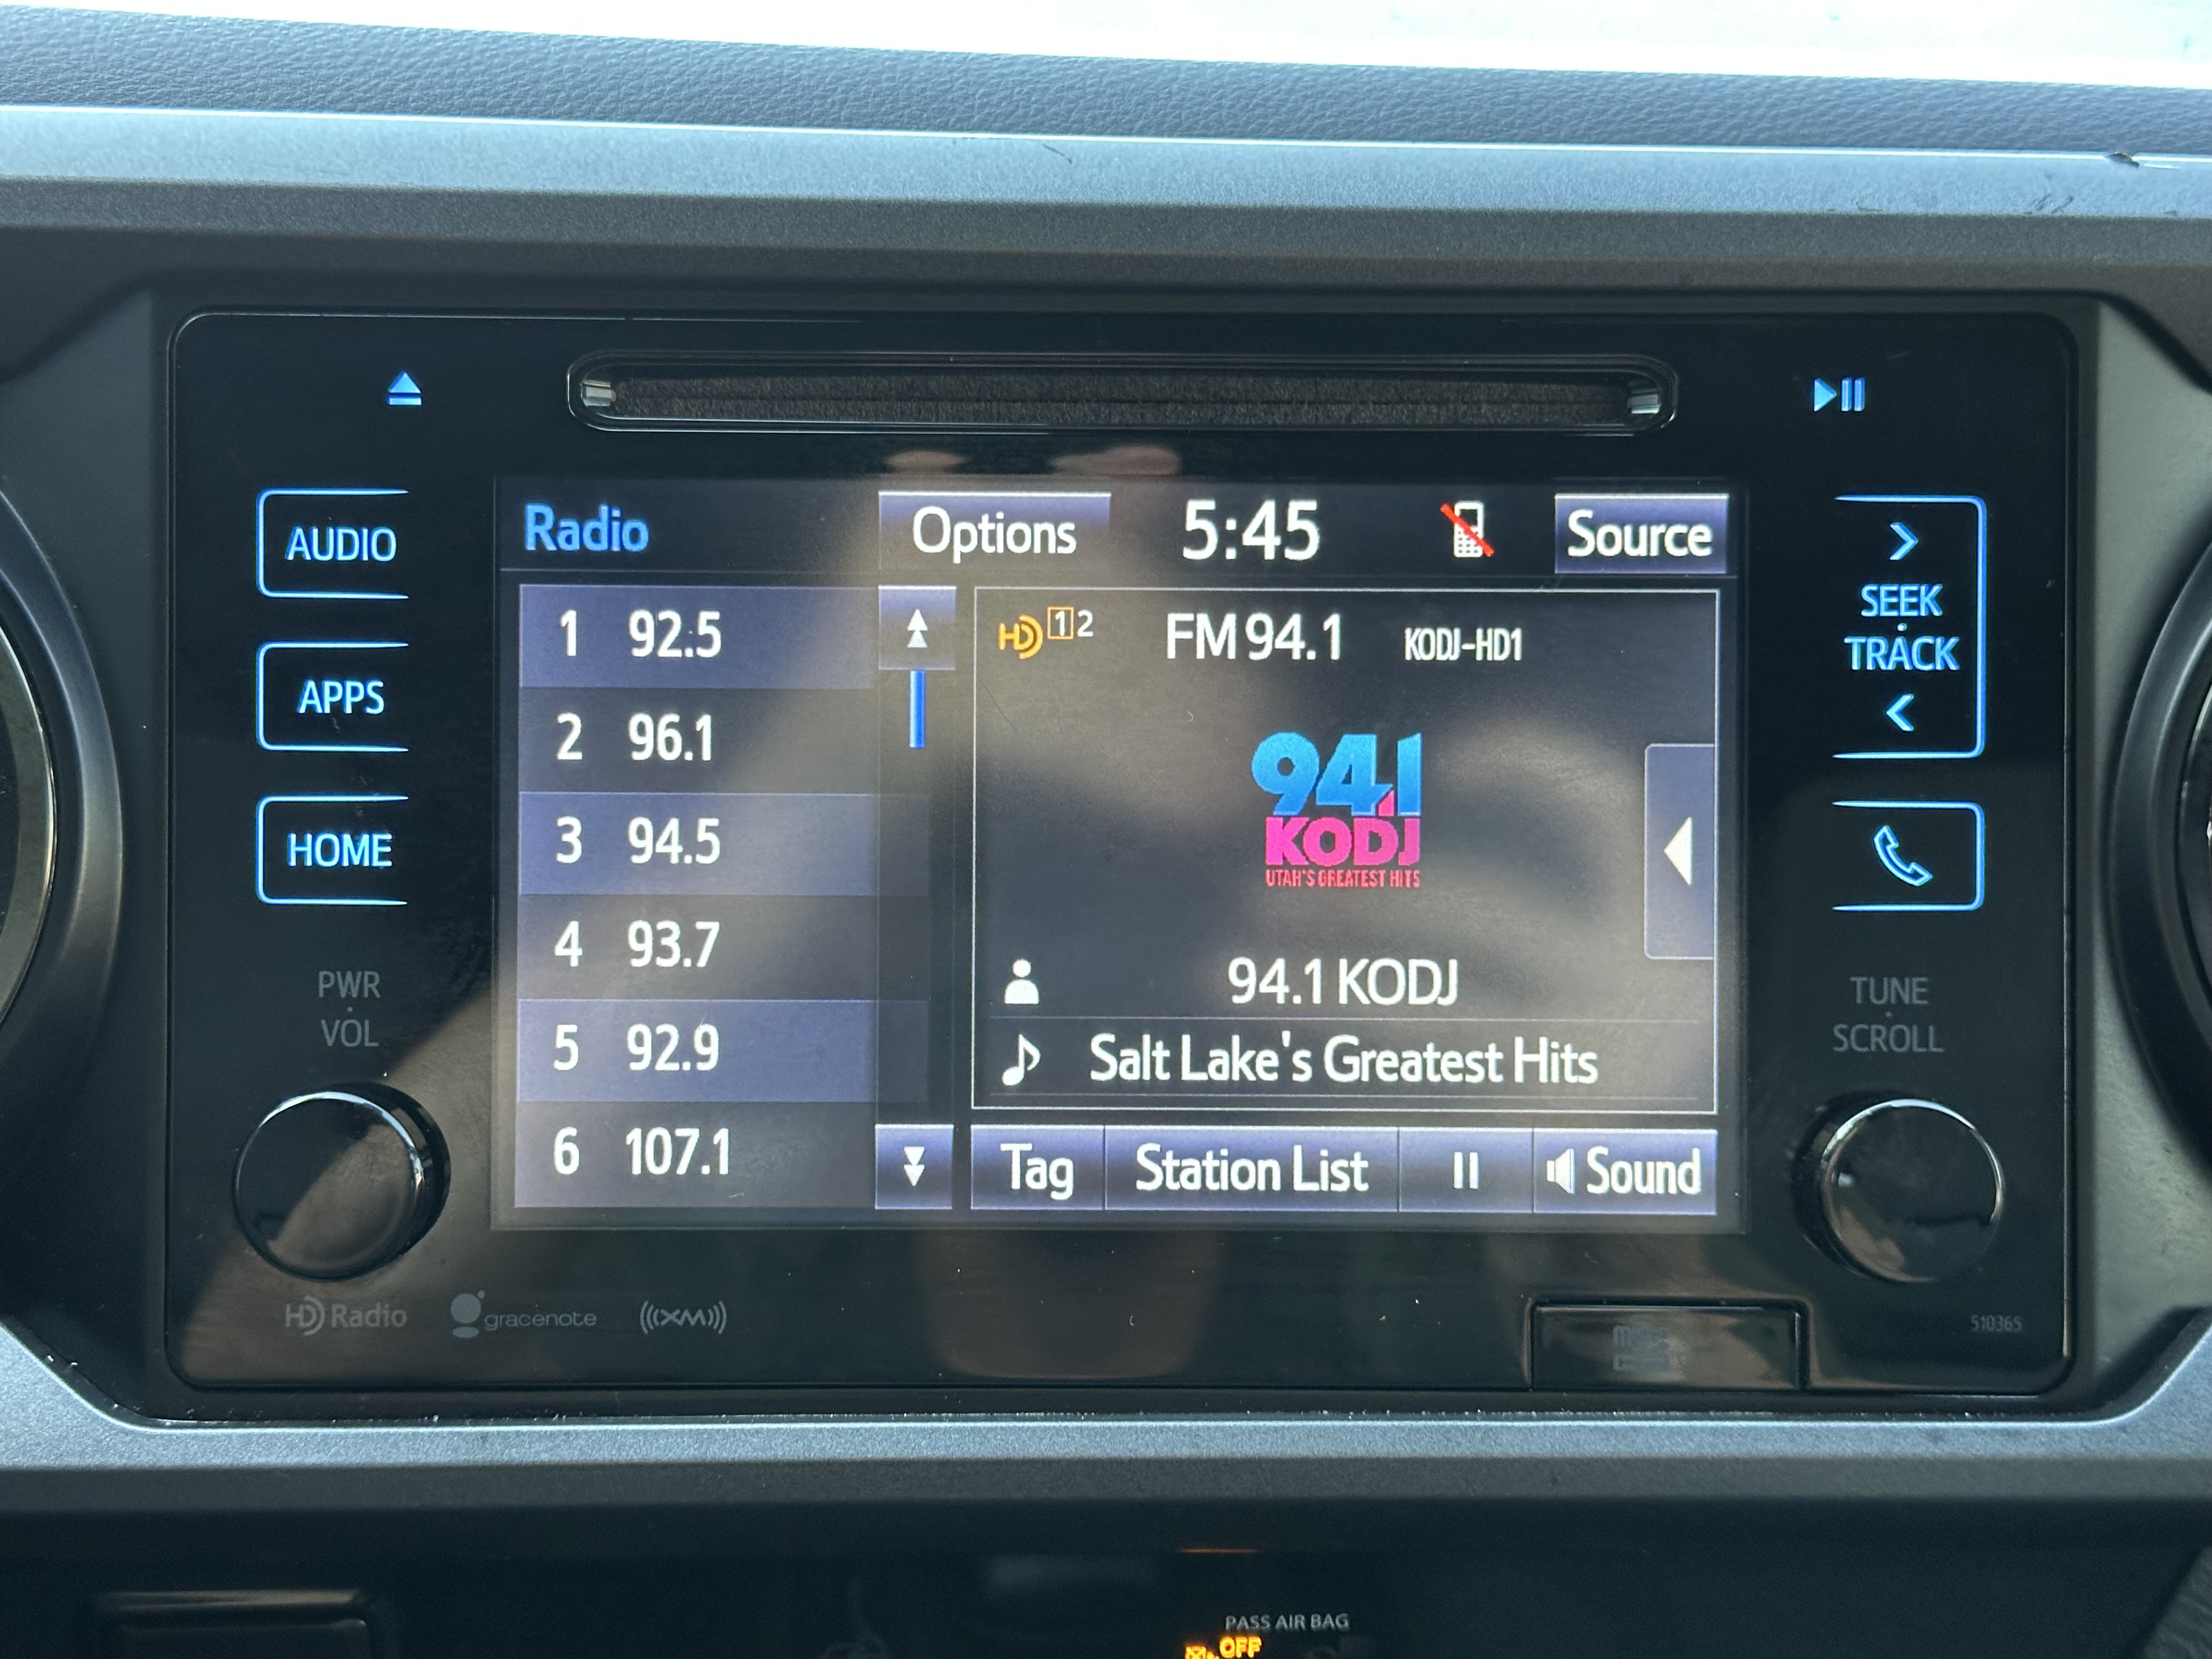 AUDIO
APPS
HOME
PWR
VOL
Radio
Options
5:45
Source
1 92.5
2 96.1
3 94.5
4 93.7
5 92.9
6 107.1
HD 1 2 FM 94.1 KODJ-HD1
94.1
KODJ
UTAH'S GREATEST HITS
94.1 KODJ
Salt Lake's Greatest Hits
Tag
Station List
Sound
SEEK
TRACK
TUNE
SCROLL
HD Radio
gracenote
((XM))
510365
PASS AIR BAG
OFF